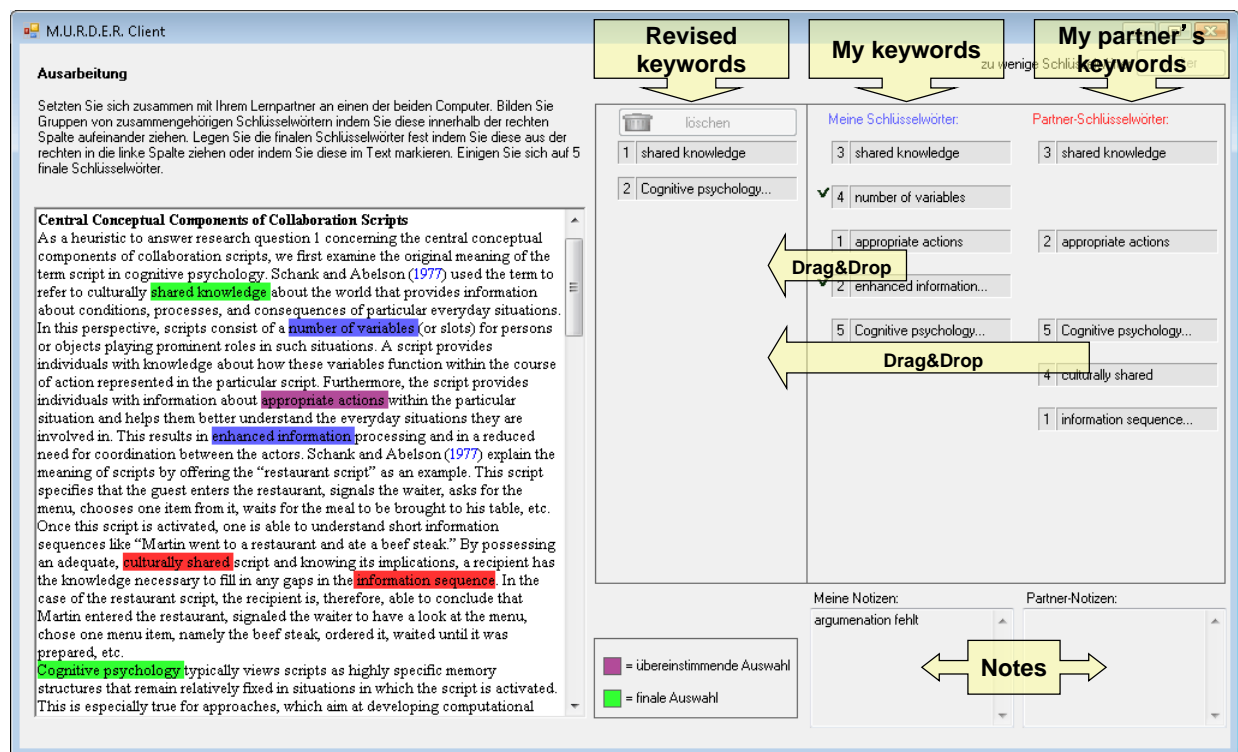 M.U.R.D.E.R. Client
Revised
keywords
My keywords
My partner's
keywords
zu wenige Schlüss
Ausarbeitung
Setzten Sie sich zusammen mit Ihrem Lernpartner an einen der beiden Computer. Bilden Sie
Gruppen von zusammengehörigen Schlüsselwörtern indem Sie diese innerhalb der rechten
Spalte aufeinander ziehen. Legen Sie die finalen Schlüsselwörter fest indem Sie diese aus der
rechten in die linke Spalte ziehen oder indem Sie diese im Text markieren. Einigen Sie sich auf 5
finale Schlüsselwörter.
Central Conceptual Components of Collaboration Scripts
As a heuristic to answer research question 1 concerning the central conceptual
components of collaboration scripts, we first examine the original meaning of the
term script in cognitive psychology. Schank and Abelson (1977) used the term to
refer to culturally shared knowledge about the world that provides information
about conditions, processes, and consequences of particular everyday situations.
In this perspective, scripts consist of a number of variables (or slots) for persons
or objects playing prominent roles in such situations. A script provides
individuals with knowledge about how these variables function within the course
of action represented in the particular script. Furthermore, the script provides
individuals with information about appropriate actions within the particular
situation and helps them better understand the everyday situations they are
involved in. This results in enhanced information processing and in a reduced
need for coordination between the actors. Schank and Abelson (1977) explain the
meaning of scripts by offering the “restaurant script” as an example. This script
specifies that the guest enters the restaurant, signals the waiter, asks for the
menu, chooses one item from it, waits for the meal to be brought to his table, etc.
Once this script is activated, one is able to understand short information
sequences like “Martin went to a restaurant and ate a beef steak.” By possessing
an adequate, culturally shared script and knowing its implications, a recipient has
the knowledge necessary to fill in any gaps in the information sequence. In the
case of the restaurant script, the recipient is, therefore, able to conclude that
Martin entered the restaurant, signaled the waiter to have a look at the menu,
chose one menu item, namely the beef steak, ordered it, waited until it was
prepared, etc.
Cognitive psychology typically views scripts as highly specific memory
structures that remain relatively fixed in situations in which the script is activated.
This is especially true for approaches, which aim at developing computational
löschen
1 shared knowledge
2 Cognitive psychology...
Meine Schlüsselwörter:
3 shared knowledge
4 number of variables
1 appropriate actions
2 enhanced information...
5 Cognitive psychology...
Partner-Schlüsselwörter:
3 shared knowledge
2 appropriate actions
5 Cognitive psychology...
4 culturally shared
1 information sequence...
Drag&Drop
Drag&Drop
= übereinstimmende Auswahl
= finale Auswahl
Meine Notizen:
argumenation fehlt
Partner-Notizen:
Notes